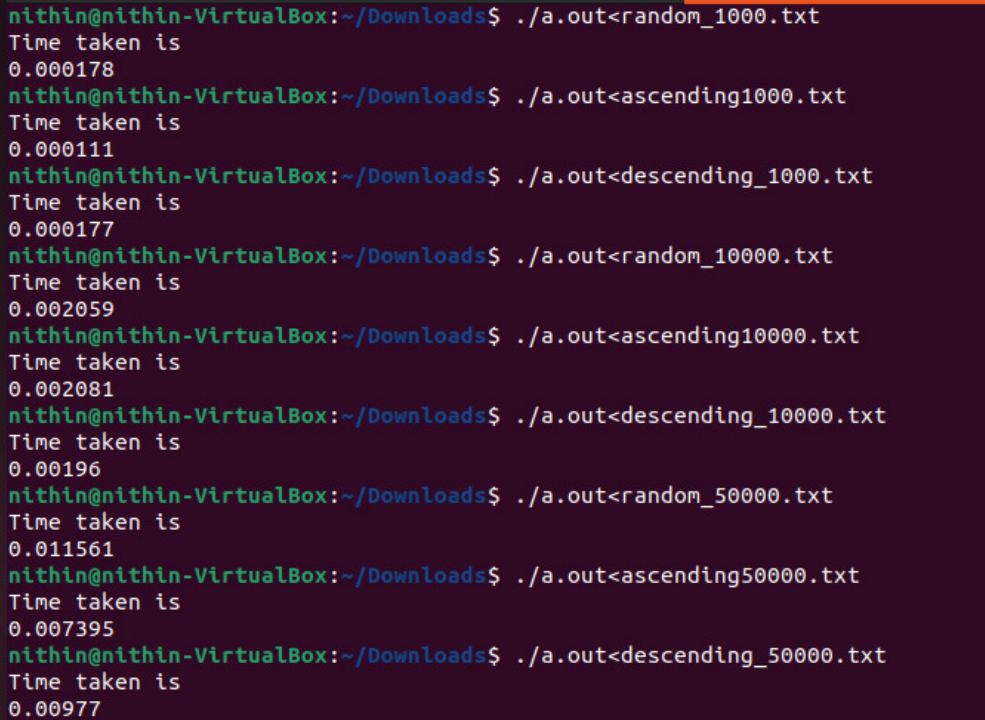 nithin@nithin-VirtualBox:~/Downloads$ ./a.out<random_1000.txt
Time taken is
0.000178
nithin@nithin-VirtualBox:~/Downloads$ ./a.out<ascending1000.txt
Time taken is
0.000111
nithin@nithin-VirtualBox:~/Downloads$ ./a.out<descending_1000.txt
Time taken is
0.000177
nithin@nithin-VirtualBox:~/Downloads$ ./a.out<random_10000.txt
Time taken is
0.002059
nithin@nithin-VirtualBox:~/Downloads$ ./a.out<ascending10000.txt
Time taken is
0.002081
nithin@nithin-VirtualBox:~/Downloads$ ./a.out<descending_10000.txt
Time taken is
0.00196
nithin@nithin-VirtualBox:~/Downloads$ ./a.out<random_50000.txt
Time taken is
0.011561
nithin@nithin-VirtualBox:~/Downloads$ ./a.out<ascending50000.txt
Time taken is
0.007395
nithin@nithin-VirtualBox:~/Downloads$ ./a.out<descending_50000.txt
Time taken is
0.00977